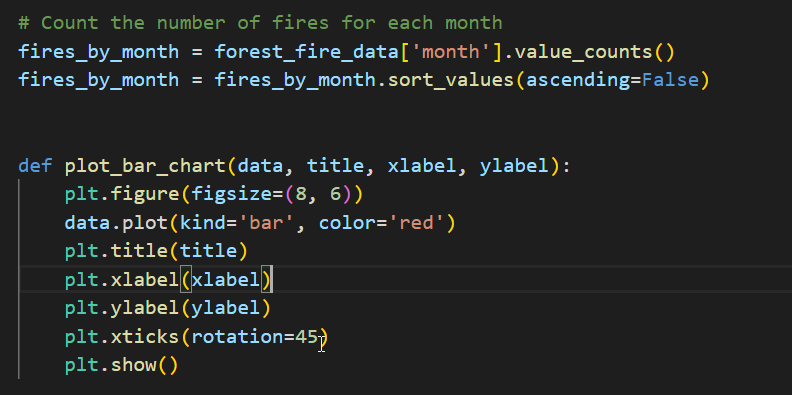 # Count the number of fires for each month
fires_by_month = forest_fire_data['month'].value_counts()
fires_by_month = fires_by_month.sort_values(ascending=False)
def plot_bar_chart(data, title, xlabel, ylabel):
    plt.figure(figsize=(8, 6))
    data.plot(kind='bar', color='red')
    plt.title(title)
    plt.xlabel(xlabel)
    plt.ylabel(ylabel)
    plt.xticks(rotation=45)
    plt.show()